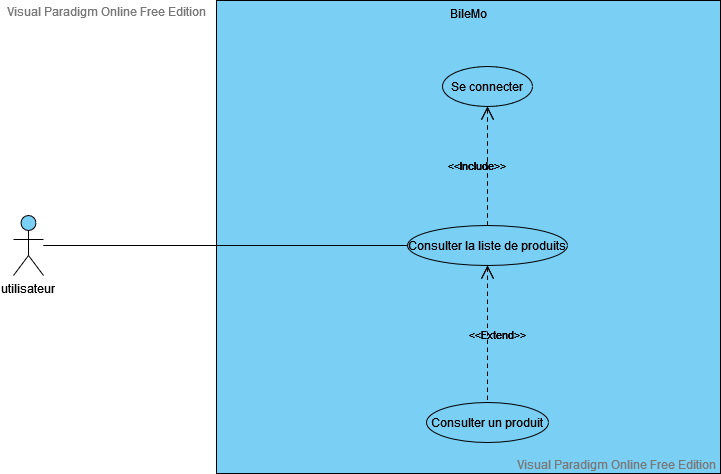 Visual Paradigm Online Free Edition
BileMo
Se connecter
<<Include>>
Consulter la liste de produits
utilisateur
<<Extend>>
Consulter un produit
Visual Paradigm Online Free Edition